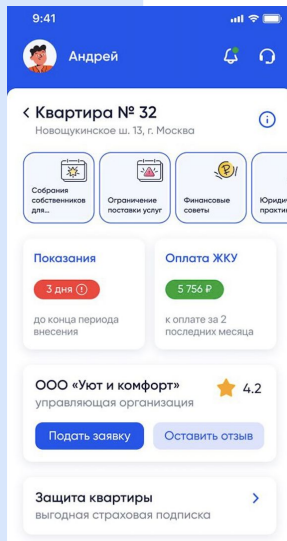 9:41
Андрей
Квартира № 32
Новощукинское ш. 13, г. Москва
Собрания
собственников
для...
Ограничение
поставки услуг
Финансовые
советы
Юриди
практи
Показания
3 дня
до конца периода
внесения
Оплата ЖКУ
5 756 ₽
к оплате за 2
последних месяца
ООО «Уют и комфорт»
4.2
управляющая организация
Подать заявку
Оставить отзыв
Защита квартиры
выгодная страховая подписка